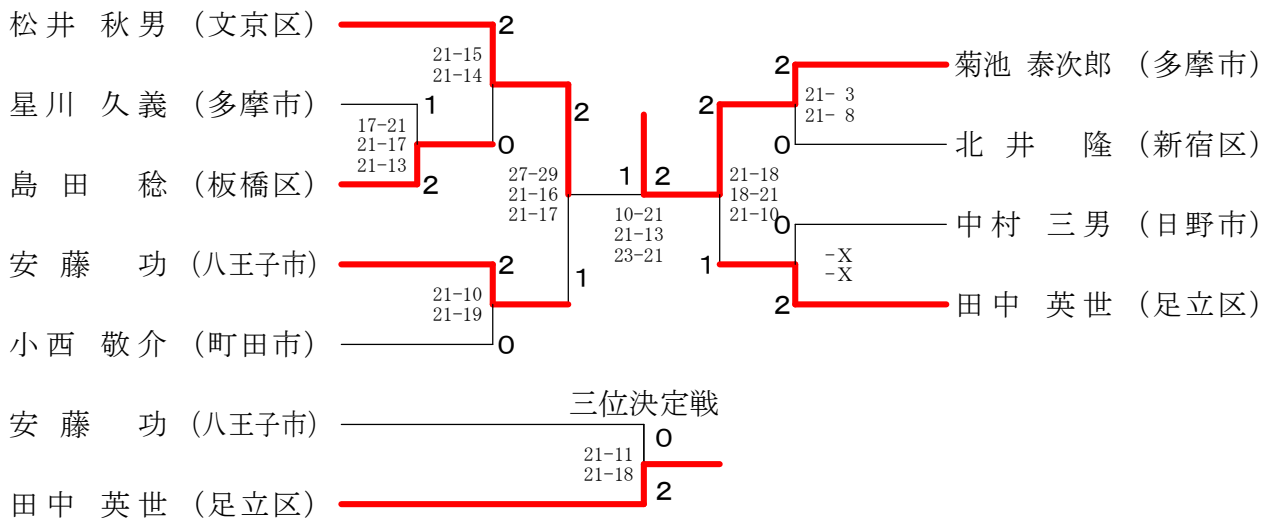 松井 秋男 (文京区)
2
21-15
21-14
星川 久義 (多摩市)
1
17-21
21-17
21-13
0
島田 稔 (板橋区)
2
2
27-29
21-16
21-17
安藤 功 (八王子市)
2
21-10
21-19
1
小西 敬介 (町田市)
0
1 2
10-21
21-13
23-21
2 菊池 泰次郎 (多摩市)
2
21- 3
21- 8
0 北井 隆 (新宿区)
21-18
18-21
21-10
0 中村 三男 (日野市)
1
-X
-X
2 田中 英世 (足立区)
三位決定戦
安藤 功 (八王子市)
0
21-11
21-18
2
田中 英世 (足立区)